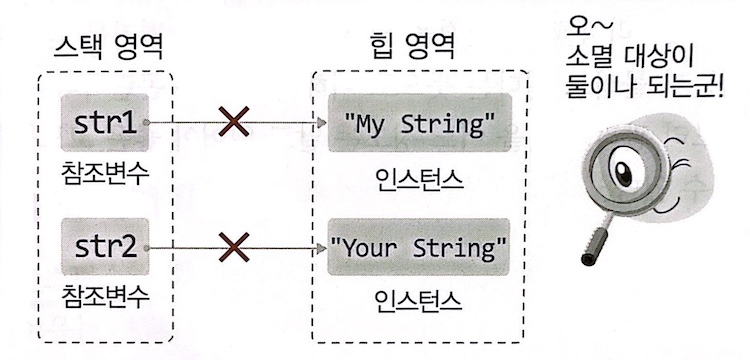 스택 영역
str1
참조변수
str2
참조변수
힙 영역
"My String"
인스턴스
"Your String"
인스턴스
오~
소멸 대상이
둘이나 되는군!